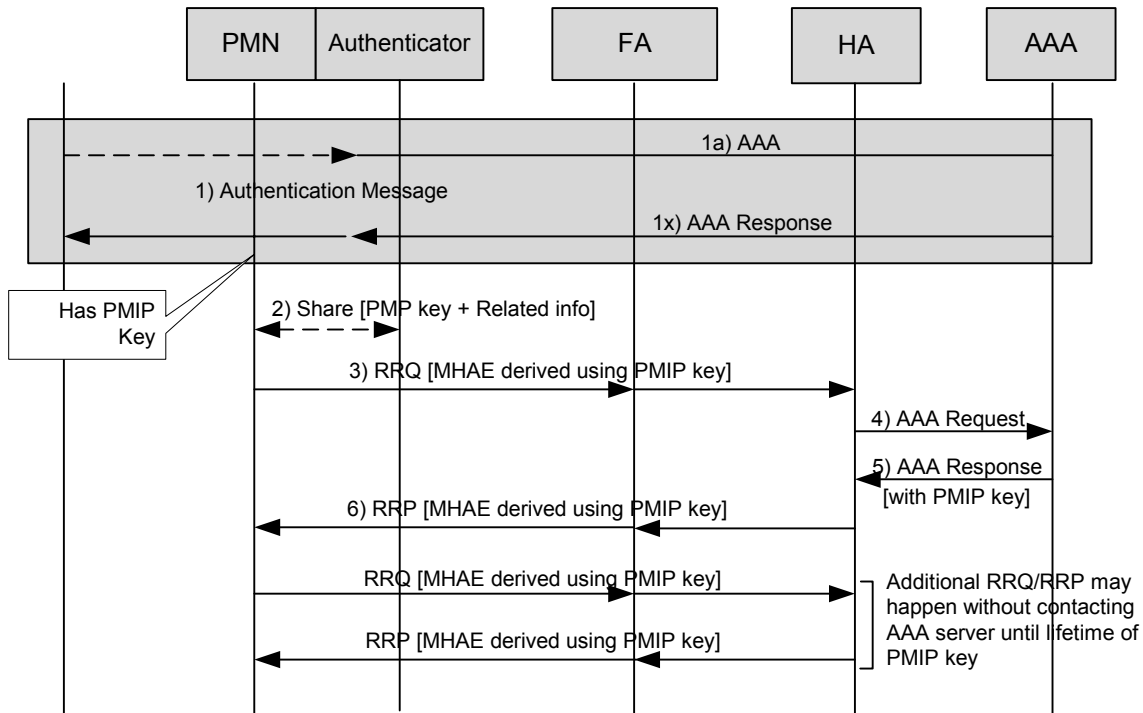 PMN
Authenticator
FA
HA
AAA
1a) AAA
1) Authentication Message
1x) AAA Response
Has PMIP
Key
2) Share [PMP key + Related info]
3) RRQ [MHAE derived using PMIP key]
4) AAA Request
5) AAA Response
[with PMIP key]
6) RRP [MHAE derived using PMIP key]
RRQ [MHAE derived using PMIP key]
Additional RRQ/RRP may
happen without contacting
AAA server until lifetime of
PMIP key
RRP [MHAE derived using PMIP key]